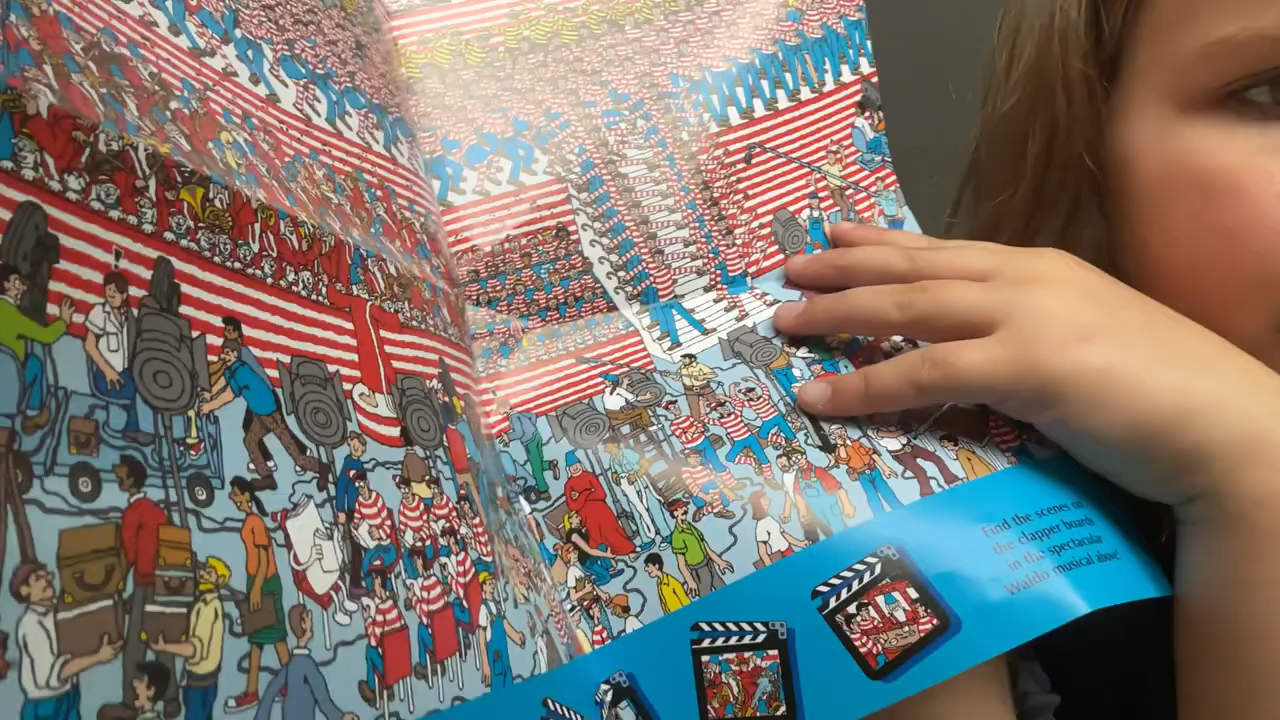 Find the scenes on
the clapper boards
in the spectacular
Waldo musical above!